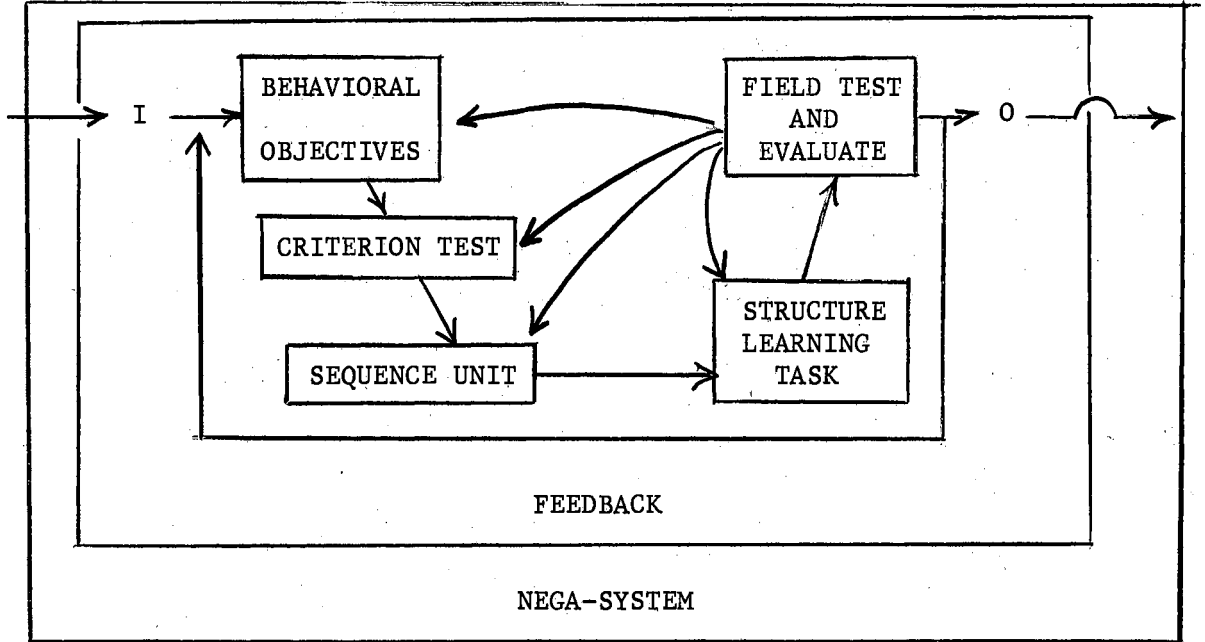 I
BEHAVIORAL
OBJECTIVES
CRITERION TEST
SEQUENCE UNIT
STRUCTURE
LEARNING
TASK
FIELD TEST
AND
EVALUATE
O
FEEDBACK
NEGA-SYSTEM